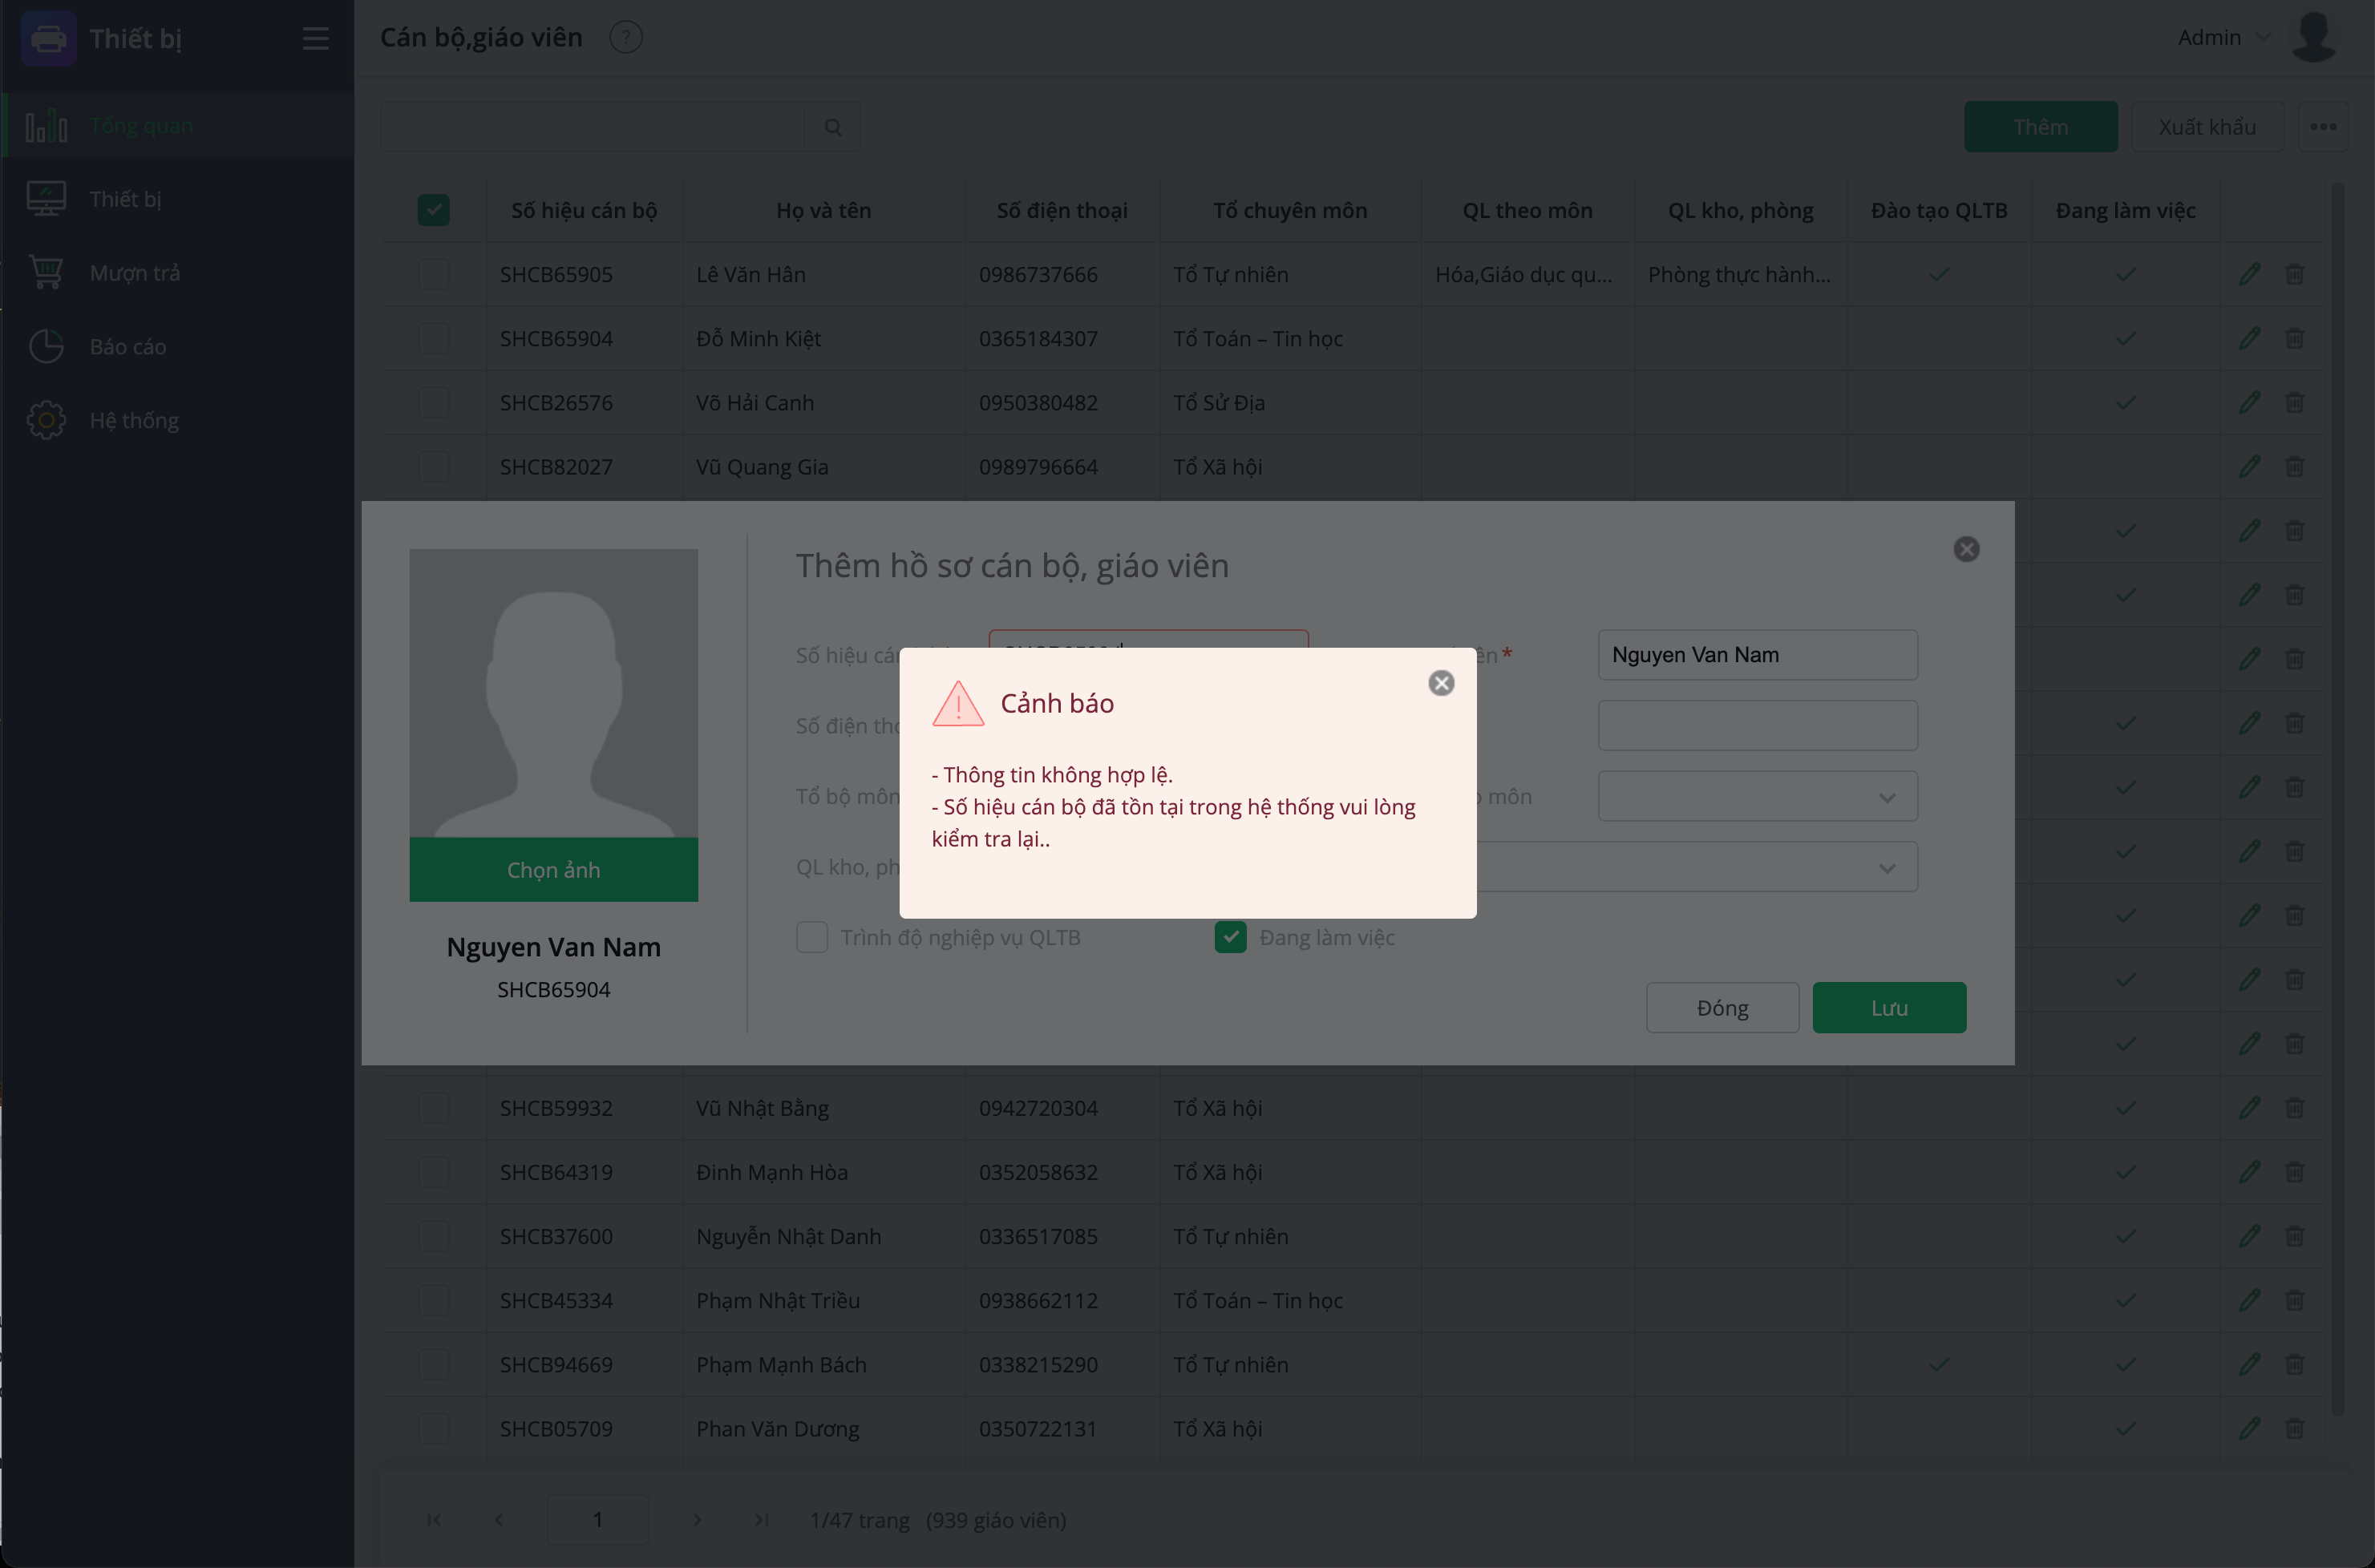 Thiết bị
Cán bộ,giáo viên
?
Admin
Tổng quan
Thiết bị
Mượn trả
Báo cáo
Hệ thống
Thêm
Xuất khẩu
Số hiệu cán bộ Họ và tên Số điện thoại Tổ chuyên môn QL theo môn QL kho, phòng Đào tạo QLTB Đang làm việc
SHCB65905 Lê Văn Hân 0986737666 Tổ Tự nhiên Hóa,Giáo dục qu... Phòng thực hành...
SHCB65904 Đỗ Minh Kiệt 0365184307 Tổ Toán – Tin học
SHCB26576 Võ Hải Canh 0950380482 Tổ Sử Địa
SHCB82027 Vũ Quang Gia 0989796664 Tổ Xã hội
Thêm hồ sơ cán bộ, giáo viên
Số hiệu cá
ên *
Nguyen Van Nam
Số điện tho
Tổ bộ môn
môn
QL kho, ph
Cảnh báo
- Thông tin không hợp lệ.
- Số hiệu cán bộ đã tồn tại trong hệ thống vui lòng
kiểm tra lại..
Chọn ảnh
Nguyen Van Nam
SHCB65904
Trình độ nghiệp vụ QLTB
Đang làm việc
Đóng
Lưu
SHCB59932 Vũ Nhật Bằng 0942720304 Tổ Xã hội
SHCB64319 Đinh Mạnh Hòa 0352058632 Tổ Xã hội
SHCB37600 Nguyễn Nhật Danh 0336517085 Tổ Tự nhiên
SHCB45334 Phạm Nhật Triều 0938662112 Tổ Toán – Tin học
SHCB94669 Phạm Mạnh Bách 0338215290 Tổ Tự nhiên
SHCB05709 Phan Văn Dương 0350722131 Tổ Xã hội
1
1/47 trang (939 giáo viên)